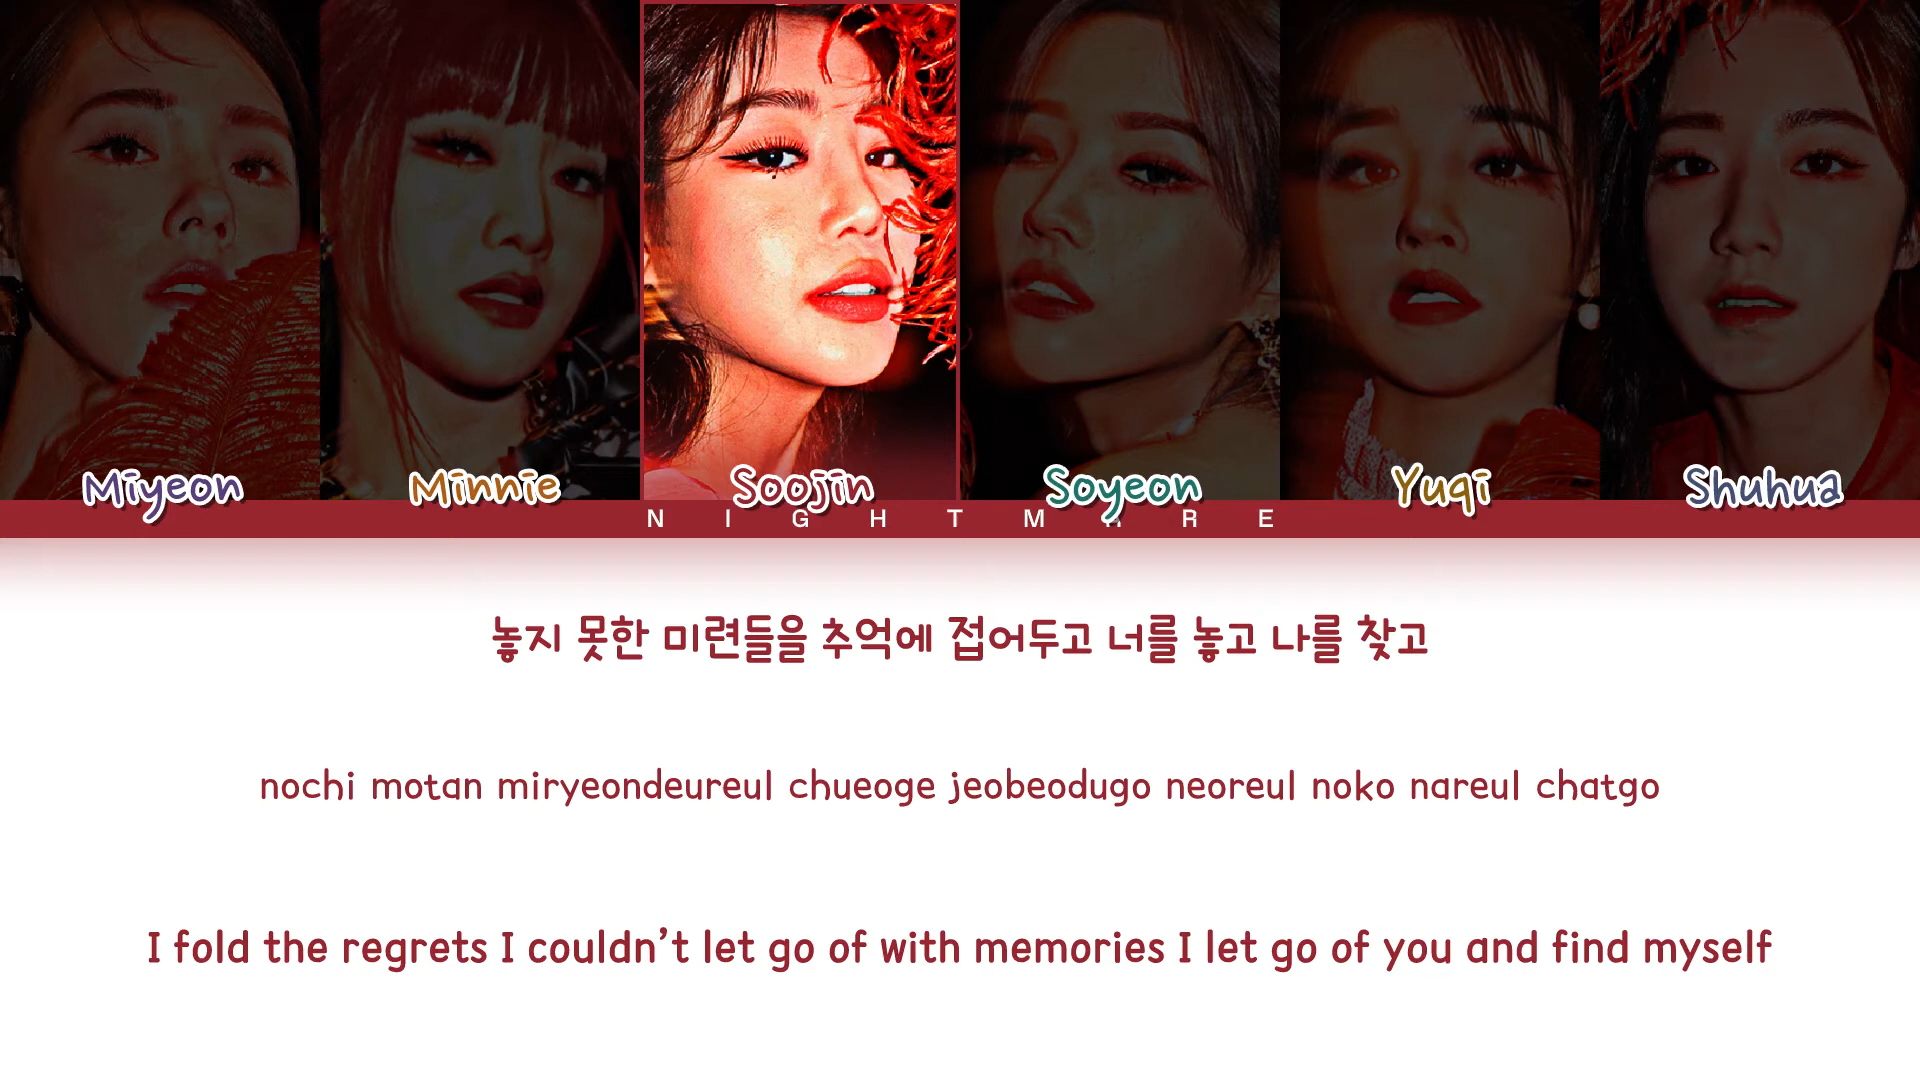 Miyeon Minnie Soojin Soyeon Yuqi Shuhua
NIGHTMARE
놓지 못한 미련들을 추억에 접어두고 너를 놓고 나를 찾고
nochi motan miryeondeureul chueoge jeobeodugo neoreul noko nareul chatgo
I fold the regrets I couldn’t let go of with memories I let go of you and find myself